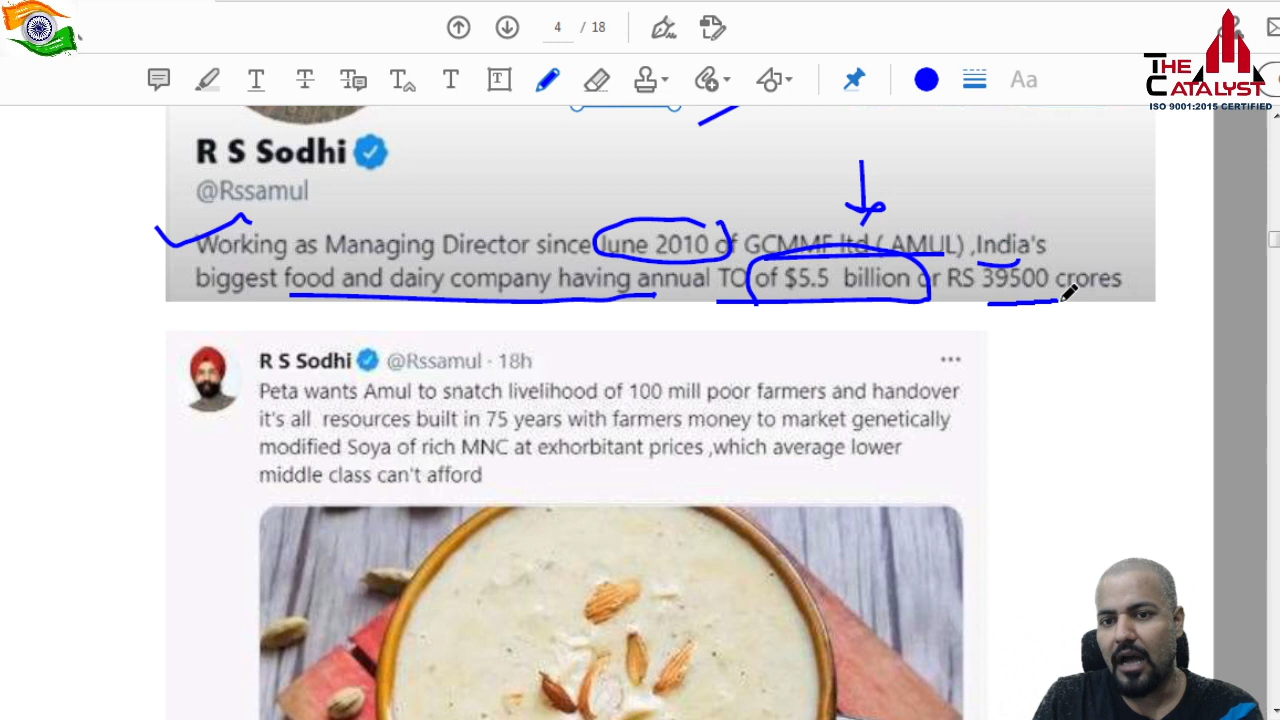 4 / 18
THE
CATALYST
ISO 9001:2015 CERTIFIED
T T T T T T Aa
R S Sodhi
@Rssamul
Working as Managing Director since June 2010 of GCMMF ltd ( AMUL) ,India's
biggest food and dairy company having annual TO of $5.5 billion or RS 39500 crores
R S Sodhi @Rssamul · 18h
Peta wants Amul to snatch livelihood of 100 mill poor farmers and handover
it's all resources built in 75 years with farmers money to market genetically
modified Soya of rich MNC at exhorbitant prices ,which average lower
middle class can't afford